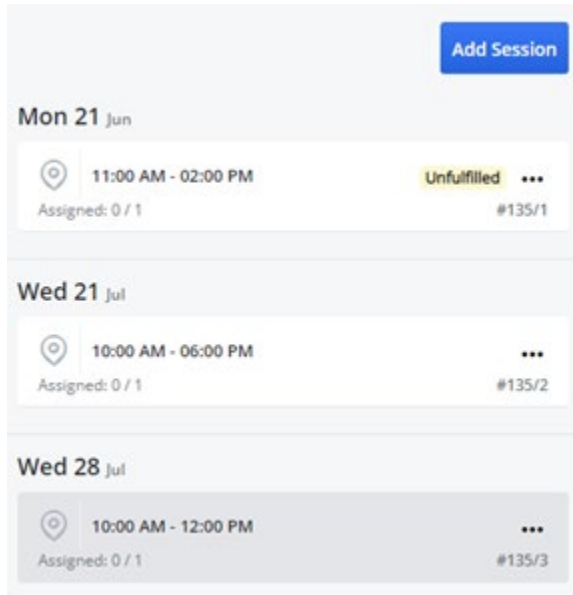 Add Session
Mon 21 Jun
11:00 AM - 02:00 PM Unfulfilled
Assigned: 0 / 1 #135/1
Wed 21 Jul
10:00 AM - 06:00 PM
Assigned: 0 / 1 #135/2
Wed 28 Jul
10:00 AM - 12:00 PM
Assigned: 0 / 1 #135/3